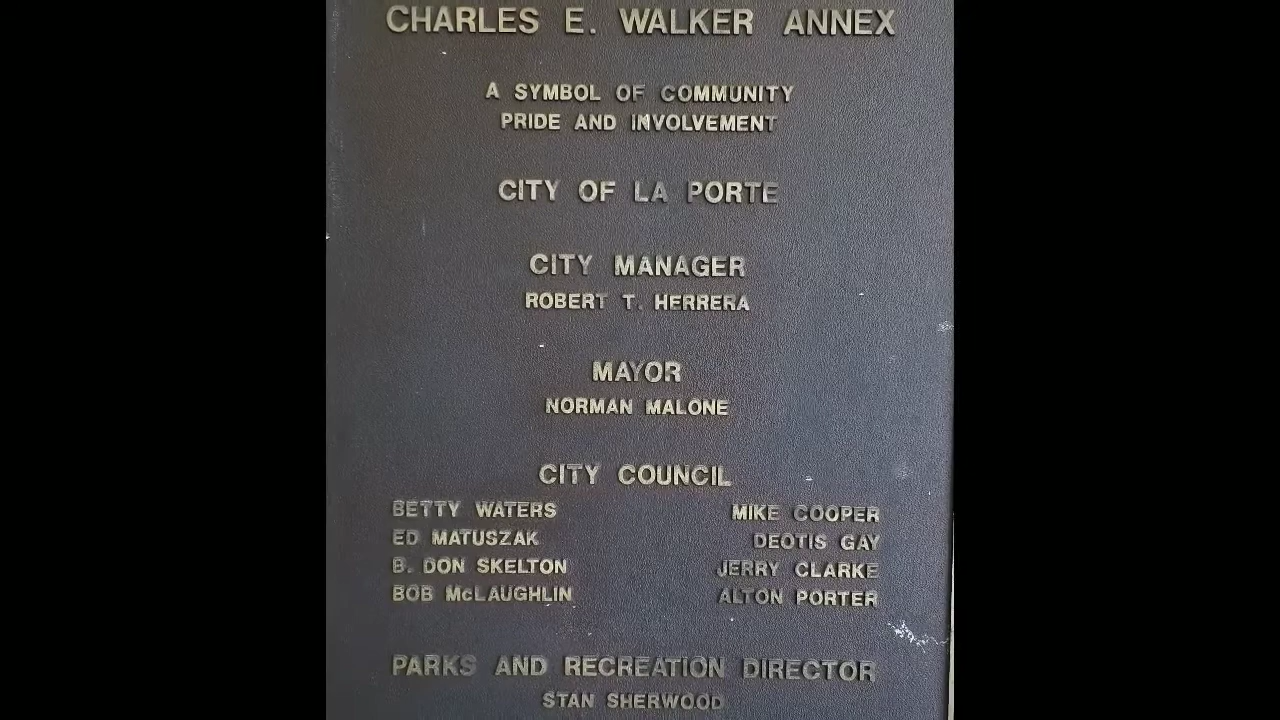 CHARLES E. WALKER ANNEX
A SYMBOL OF COMMUNITY
PRIDE AND INVOLVEMENT
CITY OF LA PORTE
CITY MANAGER
ROBERT T. HERRERA
MAYOR
NORMAN MALONE
CITY COUNCIL
BETTY WATERS MIKE COOPER
ED MATUSZAK DEOTIS GAY
B. DON SKELTON JERRY CLARKE
BOB McLAUGHLIN ALTON PORTER
PARKS AND RECREATION DIRECTOR
STAN SHERWOOD